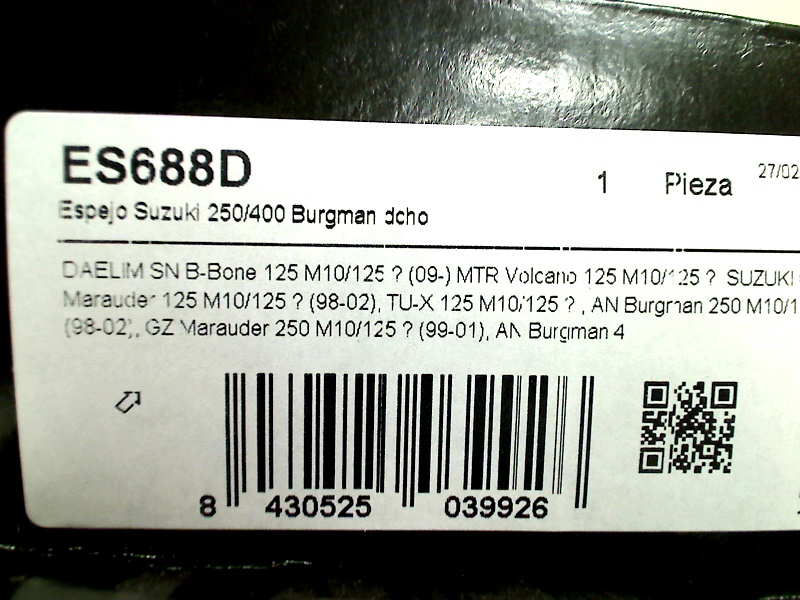 ES688D
1 Pieza 27/02
Espejo Suzuki 250/400 Burgman dcho
DAELIM SN B-Bone 125 M10/125 ? (09-) MTR Volcano 125 M10/125 ? SUZUKI
Marauder 125 M10/125 ? (98-02), TU-X 125 M10/125 ? , AN Burgman 250 M10/1
(98-02), GZ Marauder 250 M10/125 ? (99-01), AN Burgman 4
8 430525 039926